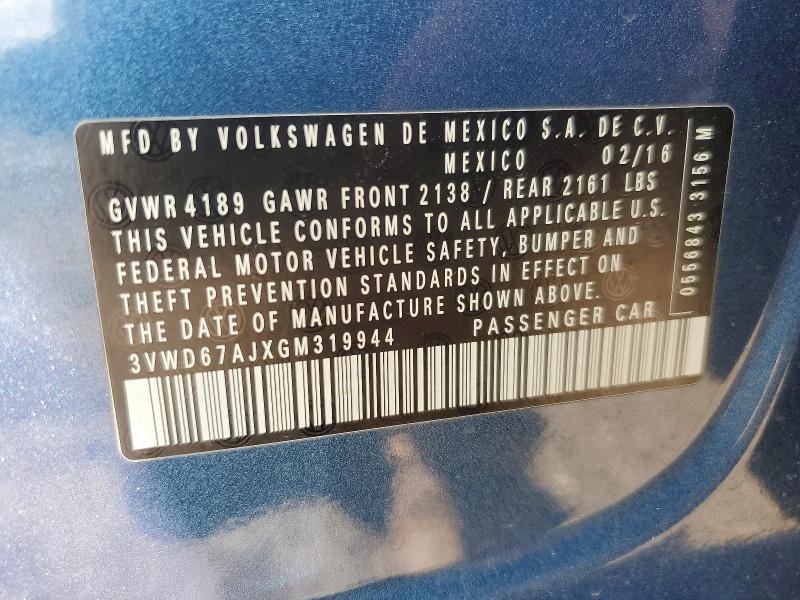 MFD BY VOLKSWAGEN DE MEXICO S.A. DE C.V.
MEXICO 02/16
GVWR 4189 GAWR FRONT 2138 / REAR 2161 LBS
THIS VEHICLE CONFORMS TO ALL APPLICABLE U.S.
FEDERAL MOTOR VEHICLE SAFETY, BUMPER AND
THEFT PREVENTION STANDARDS IN EFFECT ON
THE DATE OF MANUFACTURE SHOWN ABOVE.
3VWD67AJXGM319944 PASSENGER CAR
0556843 3156 M